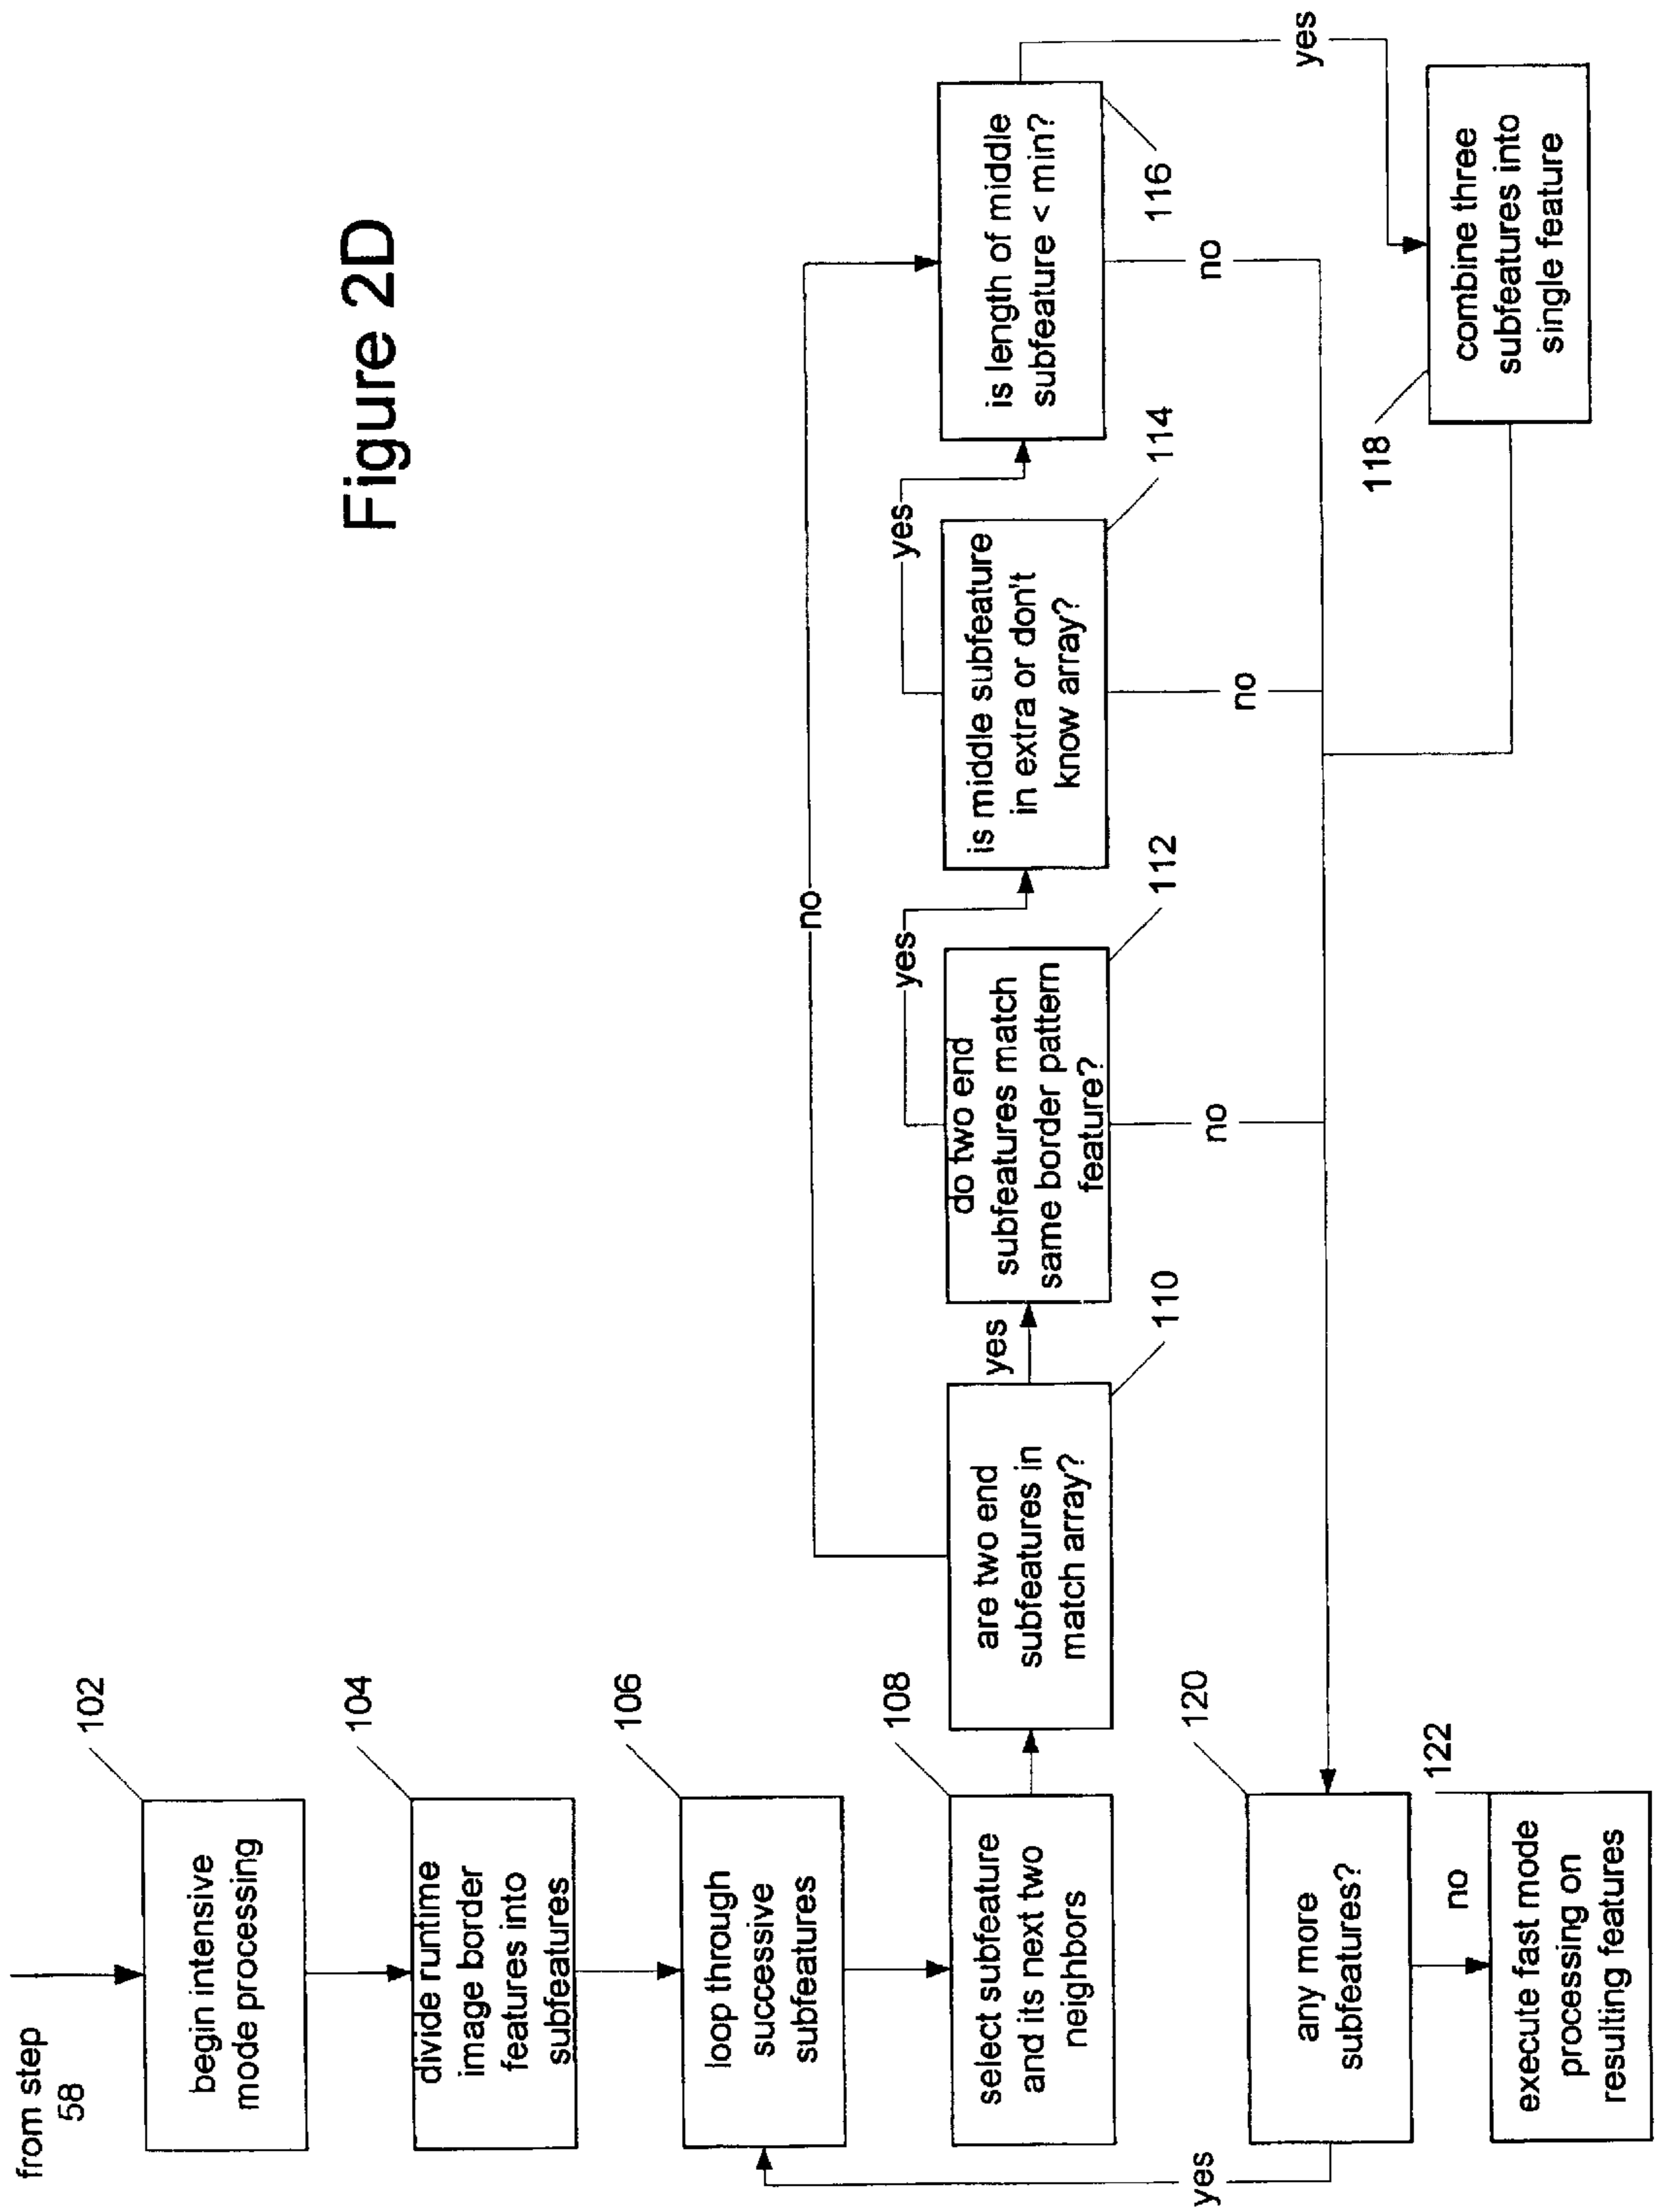 Figure 2D
from step
58
102
begin intensive
mode processing
104
divide runtime
image border
features into
subfeatures
106
loop through
successive
subfeatures
108
select subfeature
and its next two
neighbors
110
are two end
subfeatures in
match array?
no
yes
112
do two end
subfeatures match
same border pattern
feature?
yes
no
114
is middle subfeature
in extra or don't
know array?
yes
no
116
is length of middle
subfeature < min?
yes
no
118
combine three
subfeatures into
single feature
120
any more
subfeatures?
yes
no
122
execute fast mode
processing on
resulting features